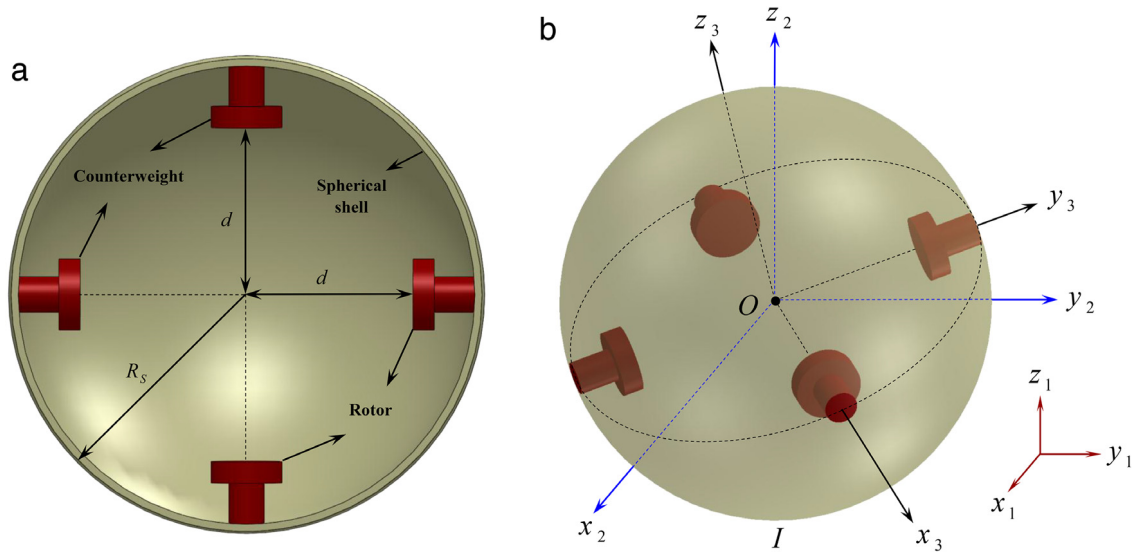 a
Counterweight
Spherical
shell
d
d
R_S
Rotor
b
z_3
z_2
y_3
O
y_2
z_1
y_1
x_1
x_2
I
x_3